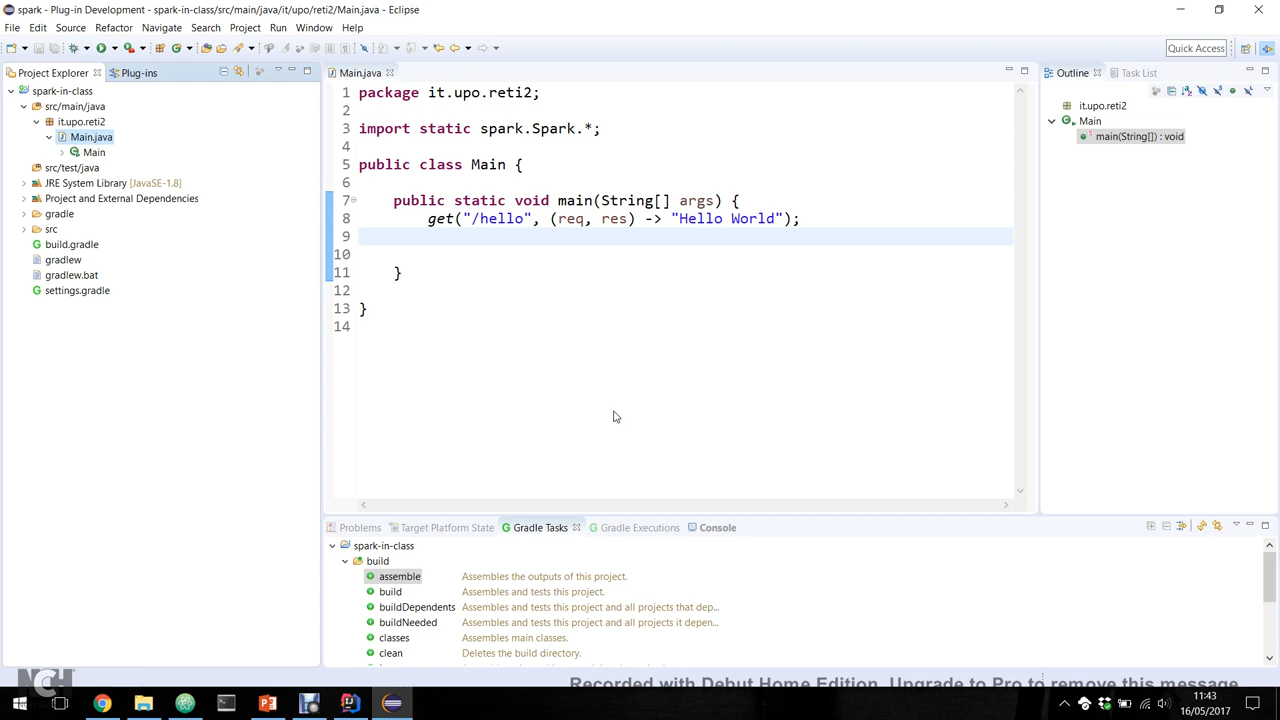 spark - Plug-in Development - spark-in-class/src/main/java/it/upo/reti2/Main.java - Eclipse
File Edit Source Refactor Navigate Search Project Run Window Help
Quick Access
Project Explorer Plug-ins
spark-in-class
src/main/java
it.upo.reti2
Main.java
Main
src/test/java
JRE System Library [JavaSE-1.8]
Project and External Dependencies
gradle
src
build.gradle
gradlew
gradlew.bat
settings.gradle
Main.java
1 package it.upo.reti2;
2
3 import static spark.Spark.*;
4
5 public class Main {
6
7 public static void main(String[] args) {
8 get("/hello", (req, res) -> "Hello World");
9
10
11 }
12
13 }
14
Outline Task List
it.upo.reti2
Main
main(String[]) : void
Problems Target Platform State Gradle Tasks Gradle Executions Console
spark-in-class
build
assemble Assembles the outputs of this project.
build Assembles and tests this project.
buildDependents Assembles and tests this project and all projects that dep...
buildNeeded Assembles and tests this project and all projects it depen...
classes Assembles main classes.
clean Deletes the build directory.
NCH
Recorded with Debut Home Edition. Upgrade to Pro to remove this message
11:43
16/05/2017